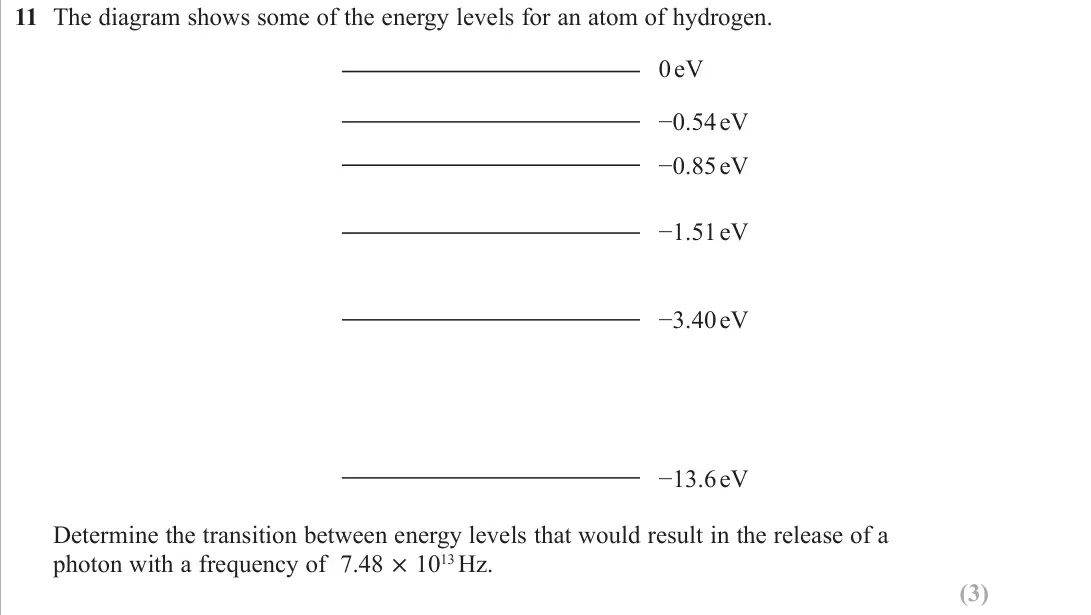 11 The diagram shows some of the energy levels for an atom of hydrogen.
0 eV
−0.54 eV
−0.85 eV
−1.51 eV
−3.40 eV
−13.6 eV
Determine the transition between energy levels that would result in the release of a
photon with a frequency of 7.48 × 10¹³ Hz.
(3)